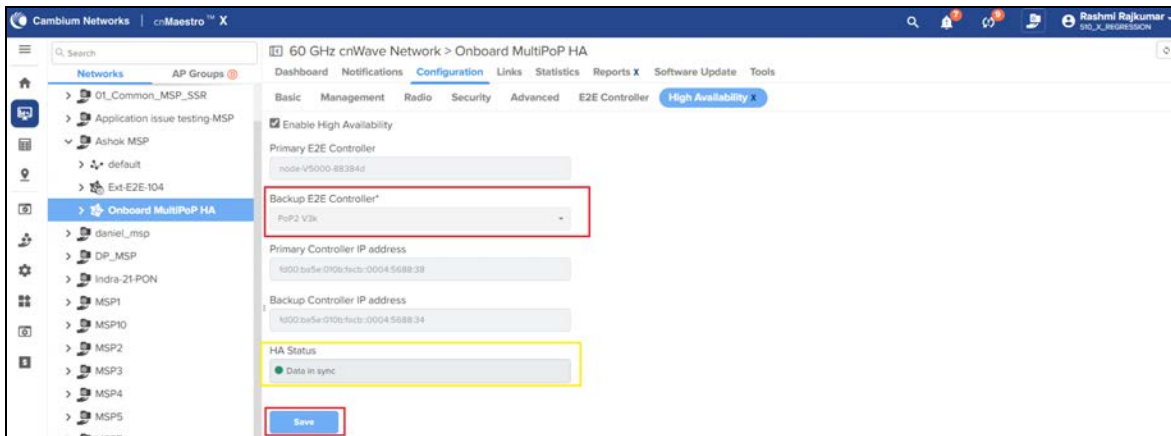 Cambium Networks | cnMaestro™ X
7
9
Rashmi Rajkumar
510_X_REGRESSION
Search
Networks AP Groups
01_Common_MSP_SSR
Application issue testing-MSP
Ashok MSP
default
Ext-E2E-104
Onboard MultiPoP HA
daniel_msp
DP_MSP
Indra-21-PON
MSP1
MSP10
MSP2
MSP3
MSP4
MSP5
60 GHz cnWave Network > Onboard MultiPoP HA
Dashboard Notifications Configuration Links Statistics Reports X Software Update Tools
Basic Management Radio Security Advanced E2E Controller High Availability X
Enable High Availability
Primary E2E Controller
node-V5000-88384d
Backup E2E Controller*
PoP2 V3k
Primary Controller IP address
fd00:ba5e:010b:facb::0004:5688:38
Backup Controller IP address
fd00:ba5e:010b:facb::0004:5688:34
HA Status
Data in sync
Save